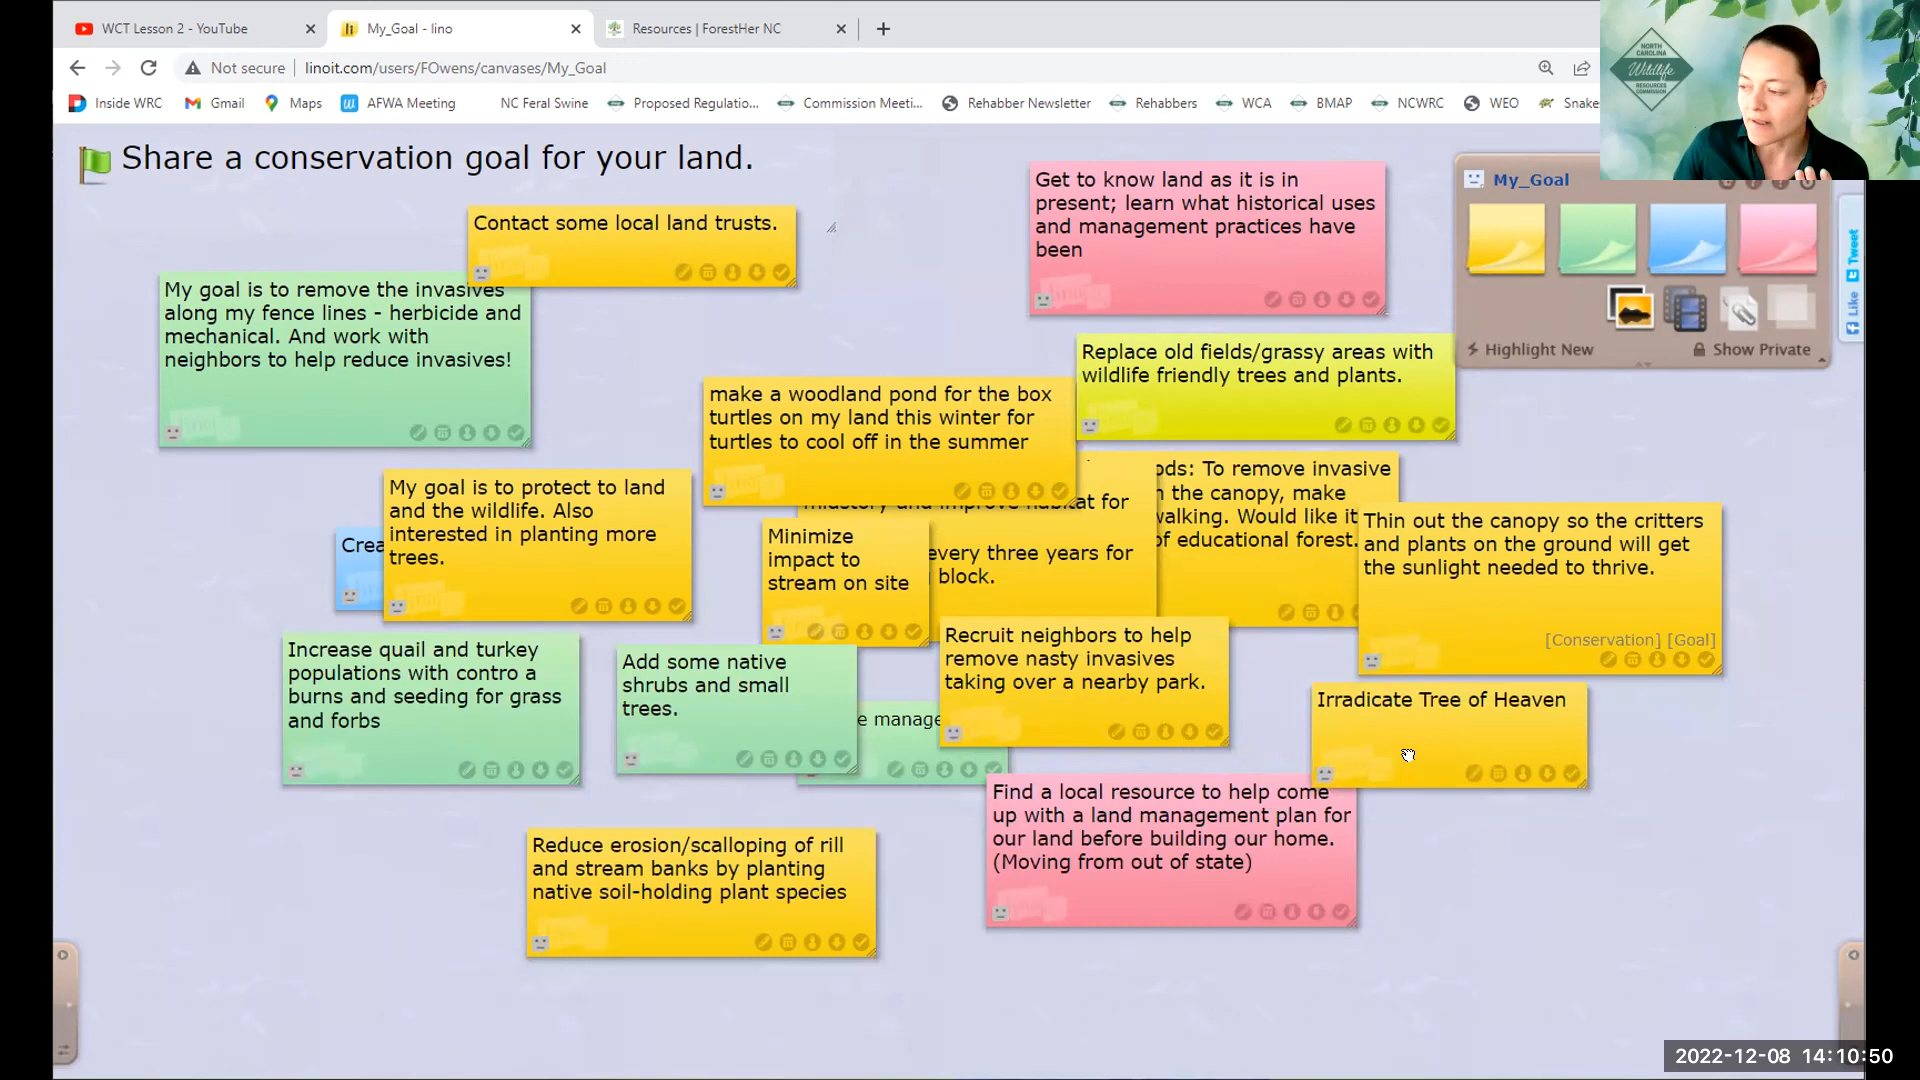 WCT Lesson 2 - YouTube
My_Goal - lino
Resources | ForestHer NC
Not secure
linoit.com/users/FOwens/canvases/My_Goal
Inside WRC
Gmail
Maps
AFWA Meeting
NC Feral Swine
Proposed Regulatio...
Commission Meeti...
Rehabber Newsletter
Rehabbers
WCA
BMAP
NCWRC
WEO
Snake
NORTH
CAROLINA
Wildlife
RESOURCES
COMMISSION
Share a conservation goal for your land.
Contact some local land trusts.
My goal is to remove the invasives
along my fence lines - herbicide and
mechanical. And work with
neighbors to help reduce invasives!
Get to know land as it is in
present; learn what historical uses
and management practices have
been
My_Goal
Highlight New
Show Private
Tweet
Like
Replace old fields/grassy areas with
wildlife friendly trees and plants.
make a woodland pond for the box
turtles on my land this winter for
turtles to cool off in the summer
My goal is to protect to land
and the wildlife. Also
interested in planting more
trees.
Crea
Minimize
impact to
stream on site
midstory and improve habitat for
every three years for
block.
ods: To remove invasive
the canopy, make
walking. Would like it
of educational forest.
Thin out the canopy so the critters
and plants on the ground will get
the sunlight needed to thrive.
[Conservation] [Goal]
Increase quail and turkey
populations with contro a
burns and seeding for grass
and forbs
Add some native
shrubs and small
trees.
e manage
Recruit neighbors to help
remove nasty invasives
taking over a nearby park.
Irradicate Tree of Heaven
Find a local resource to help come
up with a land management plan for
our land before building our home.
(Moving from out of state)
Reduce erosion/scalloping of rill
and stream banks by planting
native soil-holding plant species
2022-12-08 14:10:50